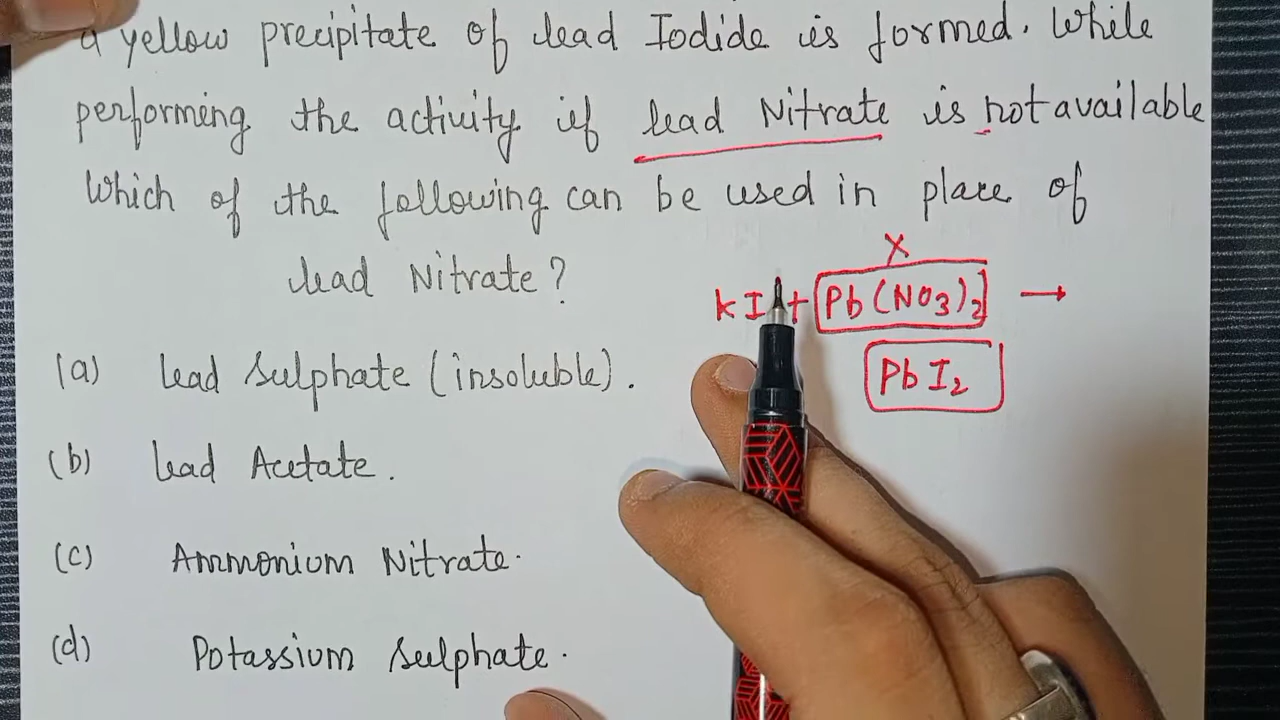 a yellow precipitate of lead Iodide is formed. While
performing the activity if lead Nitrate is not available
Which of the following can be used in place of
lead Nitrate?
X
kI + Pb(NO3)2 →
PbI2
(a) Lead Sulphate (insoluble).
(b) Lead Acetate.
(c) Ammonium Nitrate.
(d) Potassium Sulphate.